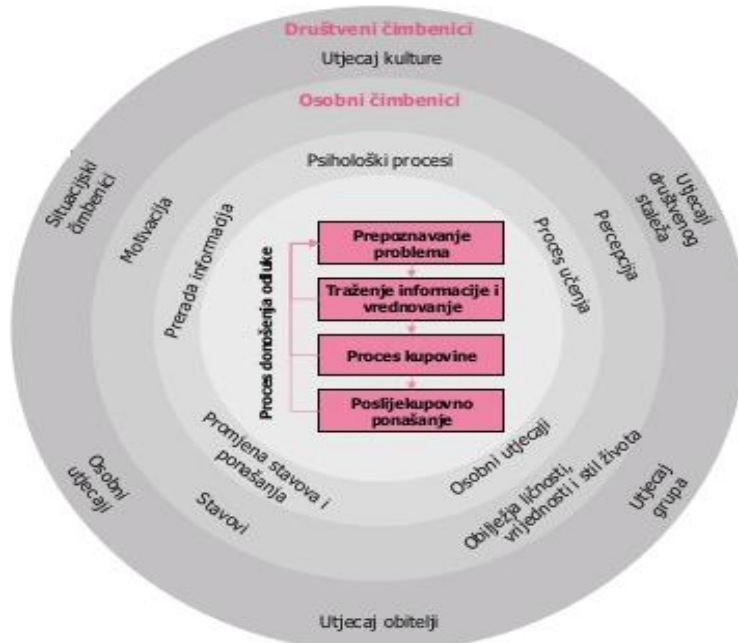 Društveni čimbenici
Utjecaj kulture
Osobni čimbenici
Psihološki procesi
Situacijski
čimbenici
Motivacija
Prerada informacija
Proces donošenja odluke
Prepoznavanje
problema
Traženje informacije i
vrednovanje
Proces kupovine
Poslijekupovno
ponašanje
Proces učenja
Percepcija
Utjecaji
društvenog
staleža
Osobni
utjecaji
Stavovi
Promjena stavova i
ponašanja
Osobni utjecaji
Obilježja ličnosti,
vrijednosti i stil života
Utjecaj
grupa
Utjecaj obitelji